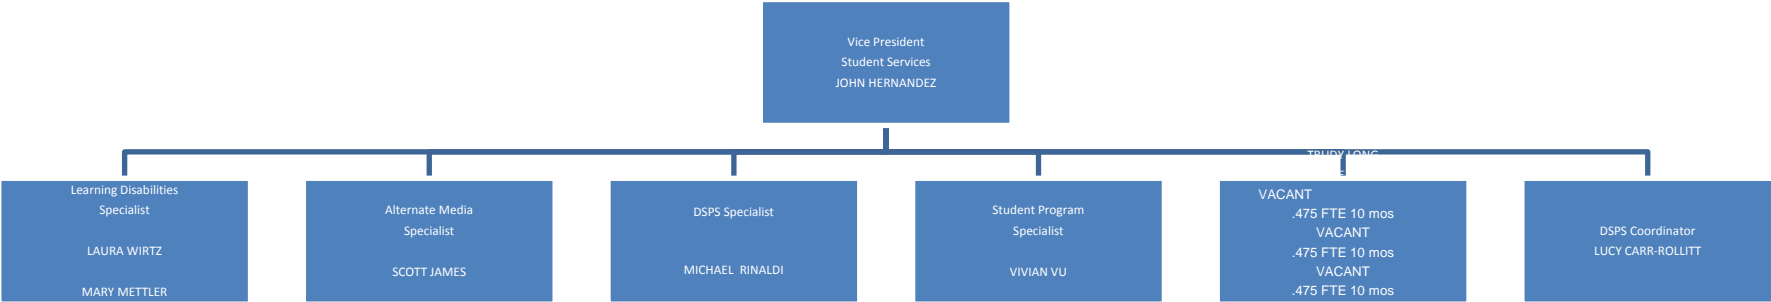 Vice President
Student Services
JOHN HERNANDEZ
Learning Disabilities
Specialist
LAURA WIRTZ
MARY METTLER
Alternate Media
Specialist
SCOTT JAMES
DSPS Specialist
MICHAEL RINALDI
Student Program
Specialist
VIVIAN VU
TRUDY LONG
VACANT
.475 FTE 10 mos
VACANT
.475 FTE 10 mos
VACANT
.475 FTE 10 mos
DSPS Coordinator
LUCY CARR-ROLLITT